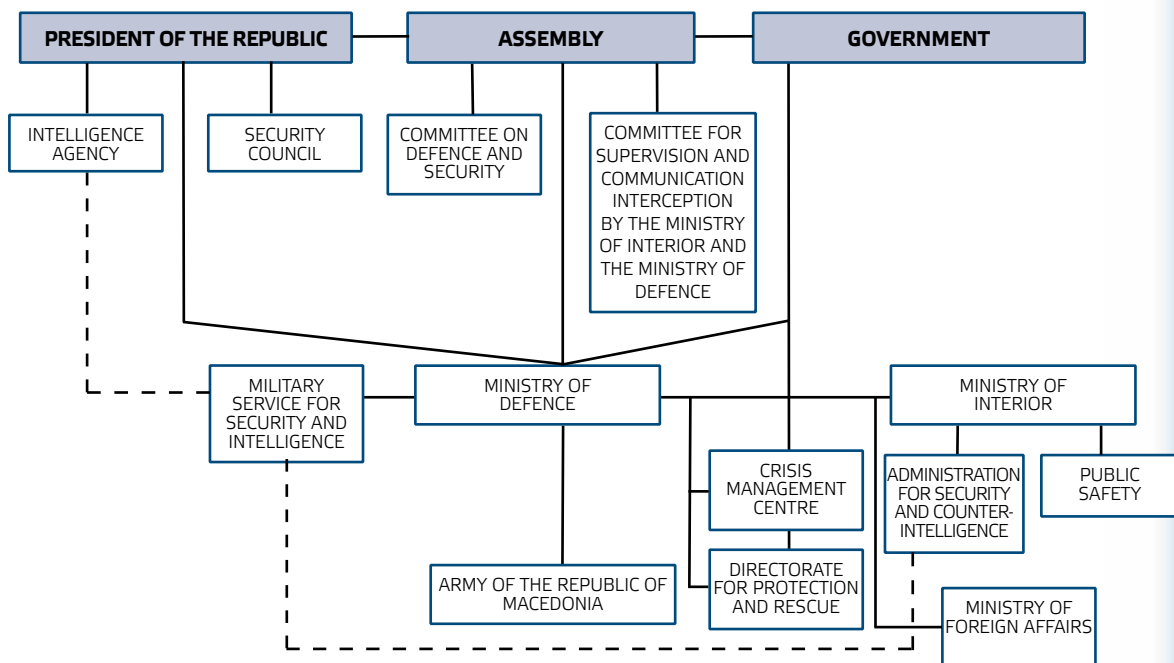 PRESIDENT OF THE REPUBLIC
ASSEMBLY
GOVERNMENT
INTELLIGENCE
AGENCY
SECURITY
COUNCIL
COMMITTEE ON
DEFENCE AND
SECURITY
COMMITTEE FOR
SUPERVISION AND
COMMUNICATION
INTERCEPTION
BY THE MINISTRY
OF INTERIOR AND
THE MINISTRY OF
DEFENCE
MILITARY
SERVICE FOR
SECURITY AND
INTELLIGENCE
MINISTRY OF
DEFENCE
MINISTRY OF
INTERIOR
CRISIS
MANAGEMENT
CENTRE
ADMINISTRATION
FOR SECURITY
AND COUNTER-
INTELLIGENCE
PUBLIC
SAFETY
ARMY OF THE REPUBLIC OF
MACEDONIA
DIRECTORATE
FOR PROTECTION
AND RESCUE
MINISTRY OF
FOREIGN AFFAIRS